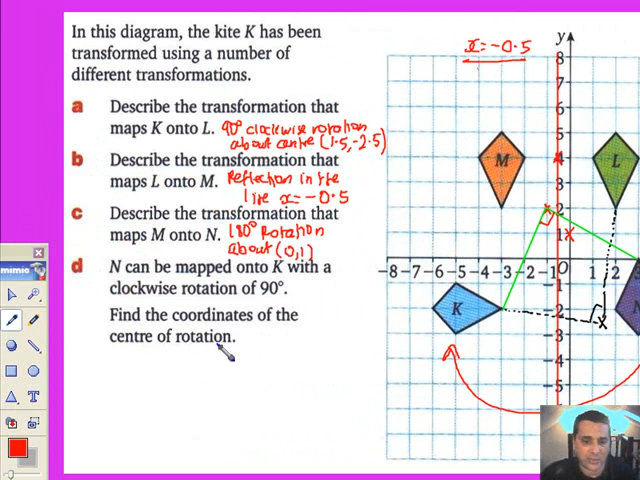 In this diagram, the kite K has been
transformed using a number of
different transformations.
a Describe the transformation that
maps K onto L. 90° clockwise rotation
about centre (1.5,-2.5)
b Describe the transformation that
maps L onto M. Reflection in the
line x=-0.5
c Describe the transformation that
maps M onto N. 180° Rotation
about (0,1)
d N can be mapped onto K with a
clockwise rotation of 90°.
Find the coordinates of the
centre of rotation.
mimio
T
x=-0.5
y
8
7
5
4
3
2
1
M
L
-8 -7 -6 -5 -4 -3 -2 -1 O 1 2 3
K
N
-1
-2
-3
-4
-5